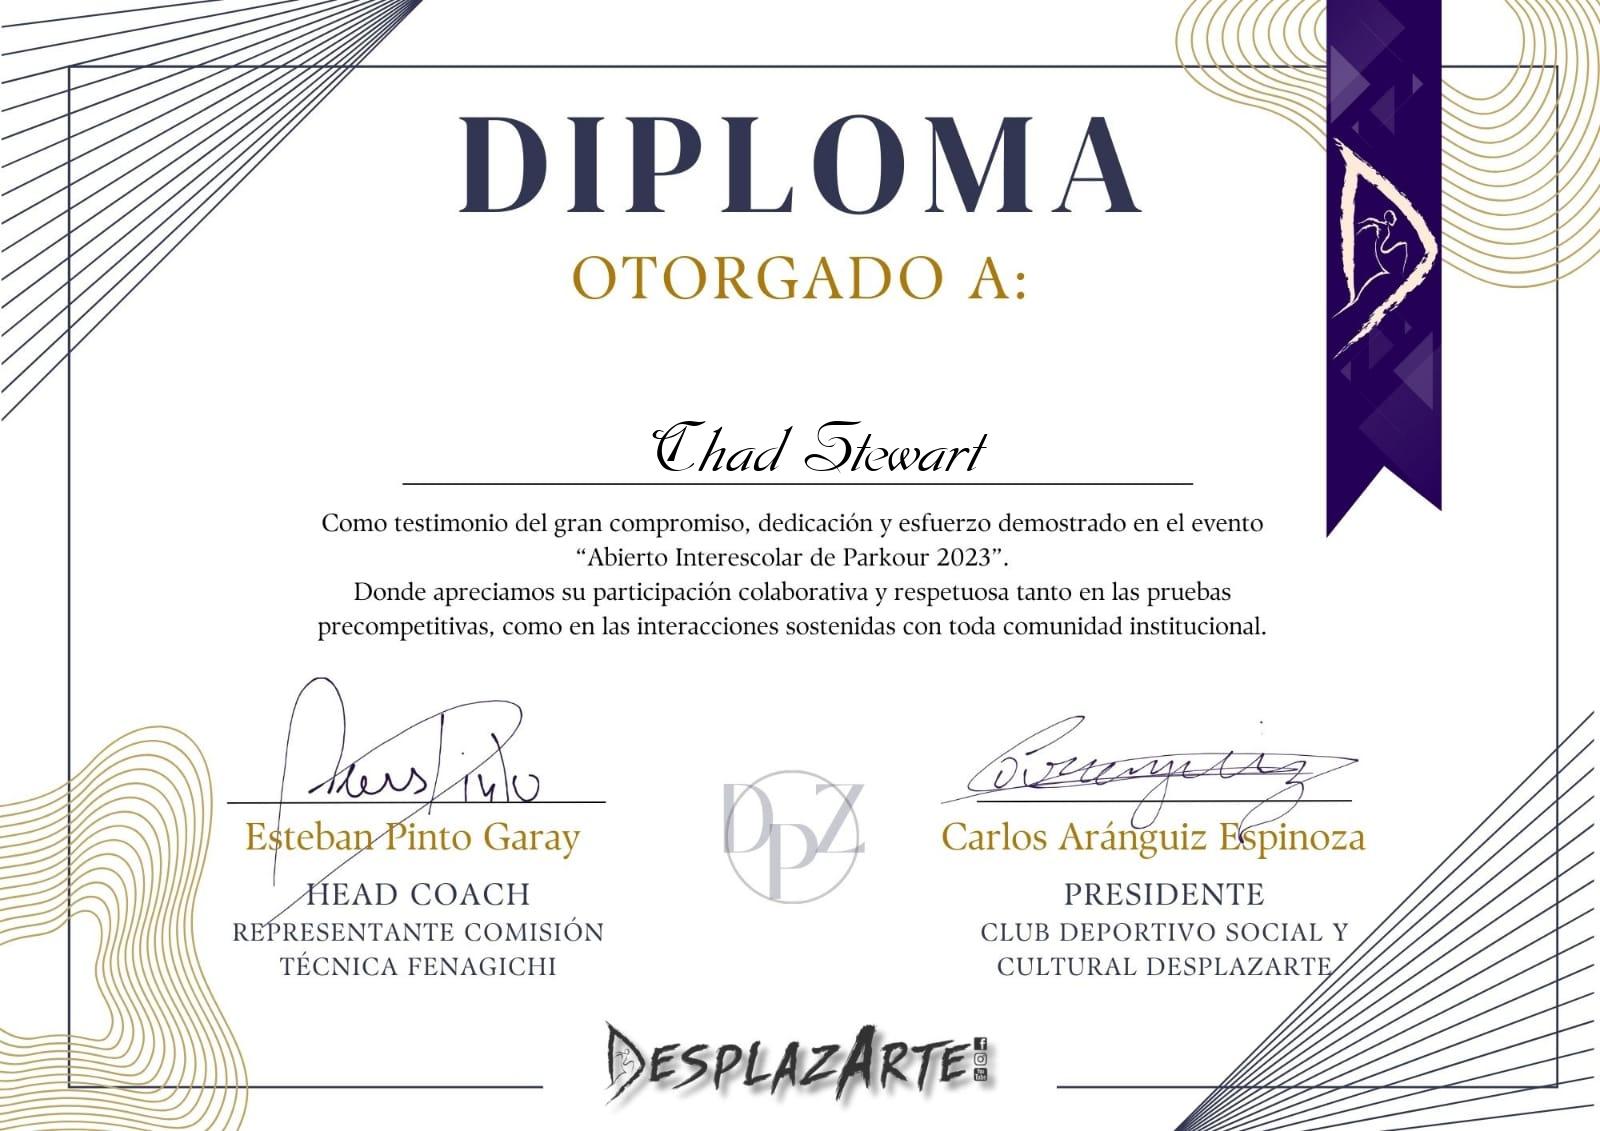 DIPLOMA
OTORGADO A:
Chad Stewart
Como testimonio del gran compromiso, dedicación y esfuerzo demostrado en el evento
“Abierto Interescolar de Parkour 2023”.
Donde apreciamos su participación colaborativa y respetuosa tanto en las pruebas
precompetitivas, como en las interacciones sostenidas con toda comunidad institucional.
Esteban Pinto Garay
HEAD COACH
REPRESENTANTE COMISIÓN
TÉCNICA FENAGICHI
DPZ
Carlos Aránguiz Espinoza
PRESIDENTE
CLUB DEPORTIVO SOCIAL Y
CULTURAL DESPLAZARTE
DESPLAZARTE